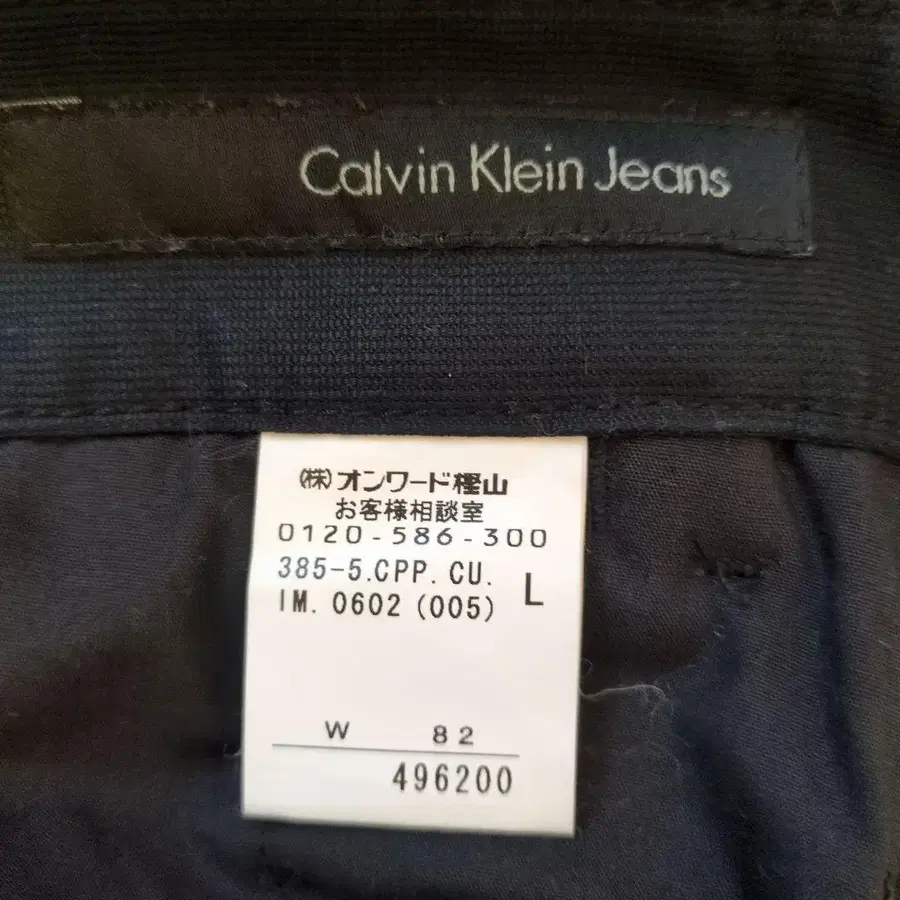 Calvin Klein Jeans
(株)オンワード樫山
お客様相談室
0120-586-300
385-5.CPP.CU. L
IM. 0602 (005)
W 82
496200